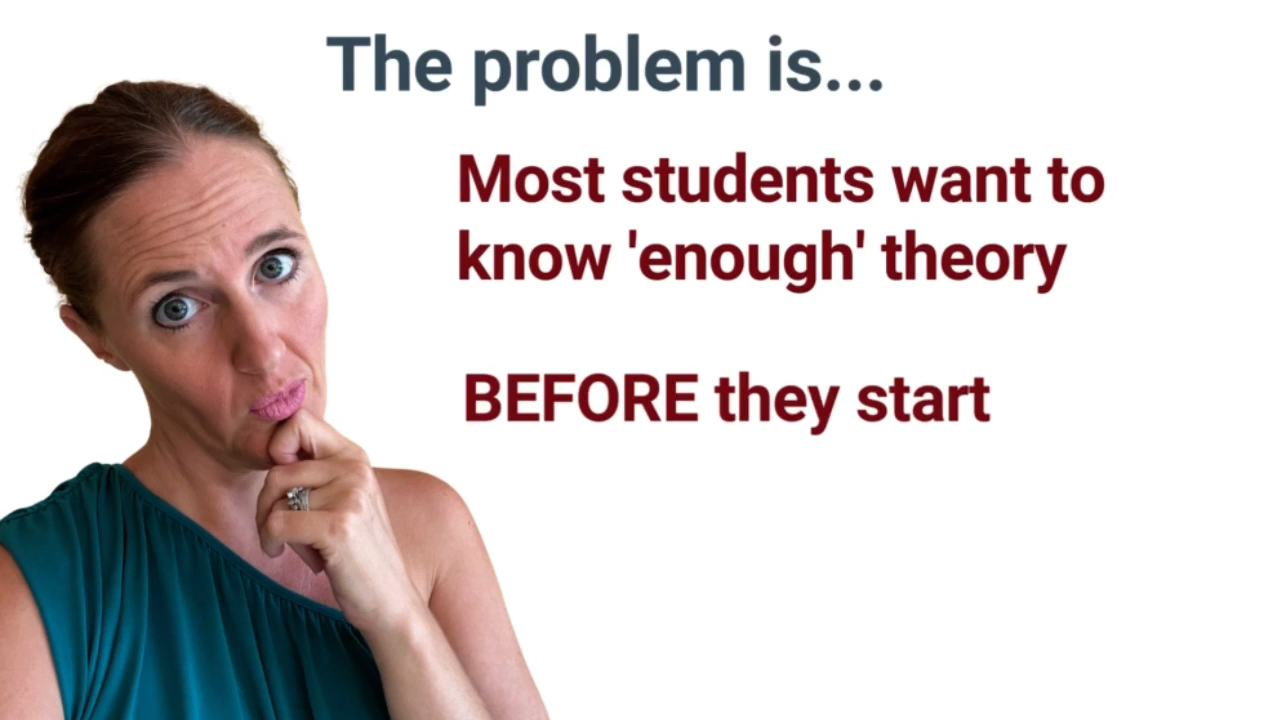 The problem is...
Most students want to
know 'enough' theory
BEFORE they start